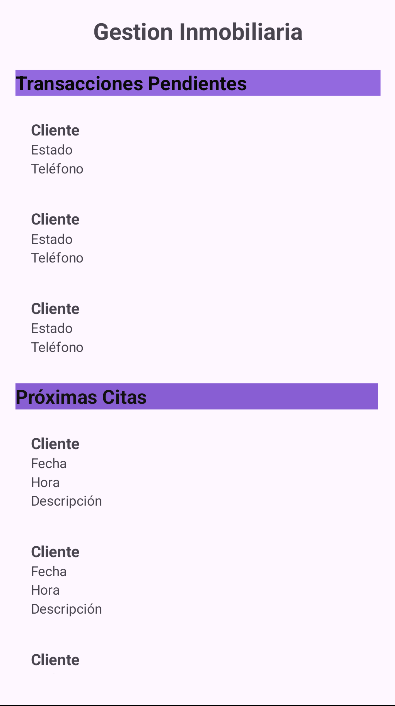 Gestion Inmobiliaria
Transacciones Pendientes
Cliente
Estado
Teléfono
Cliente
Estado
Teléfono
Cliente
Estado
Teléfono
Próximas Citas
Cliente
Fecha
Hora
Descripción
Cliente
Fecha
Hora
Descripción
Cliente